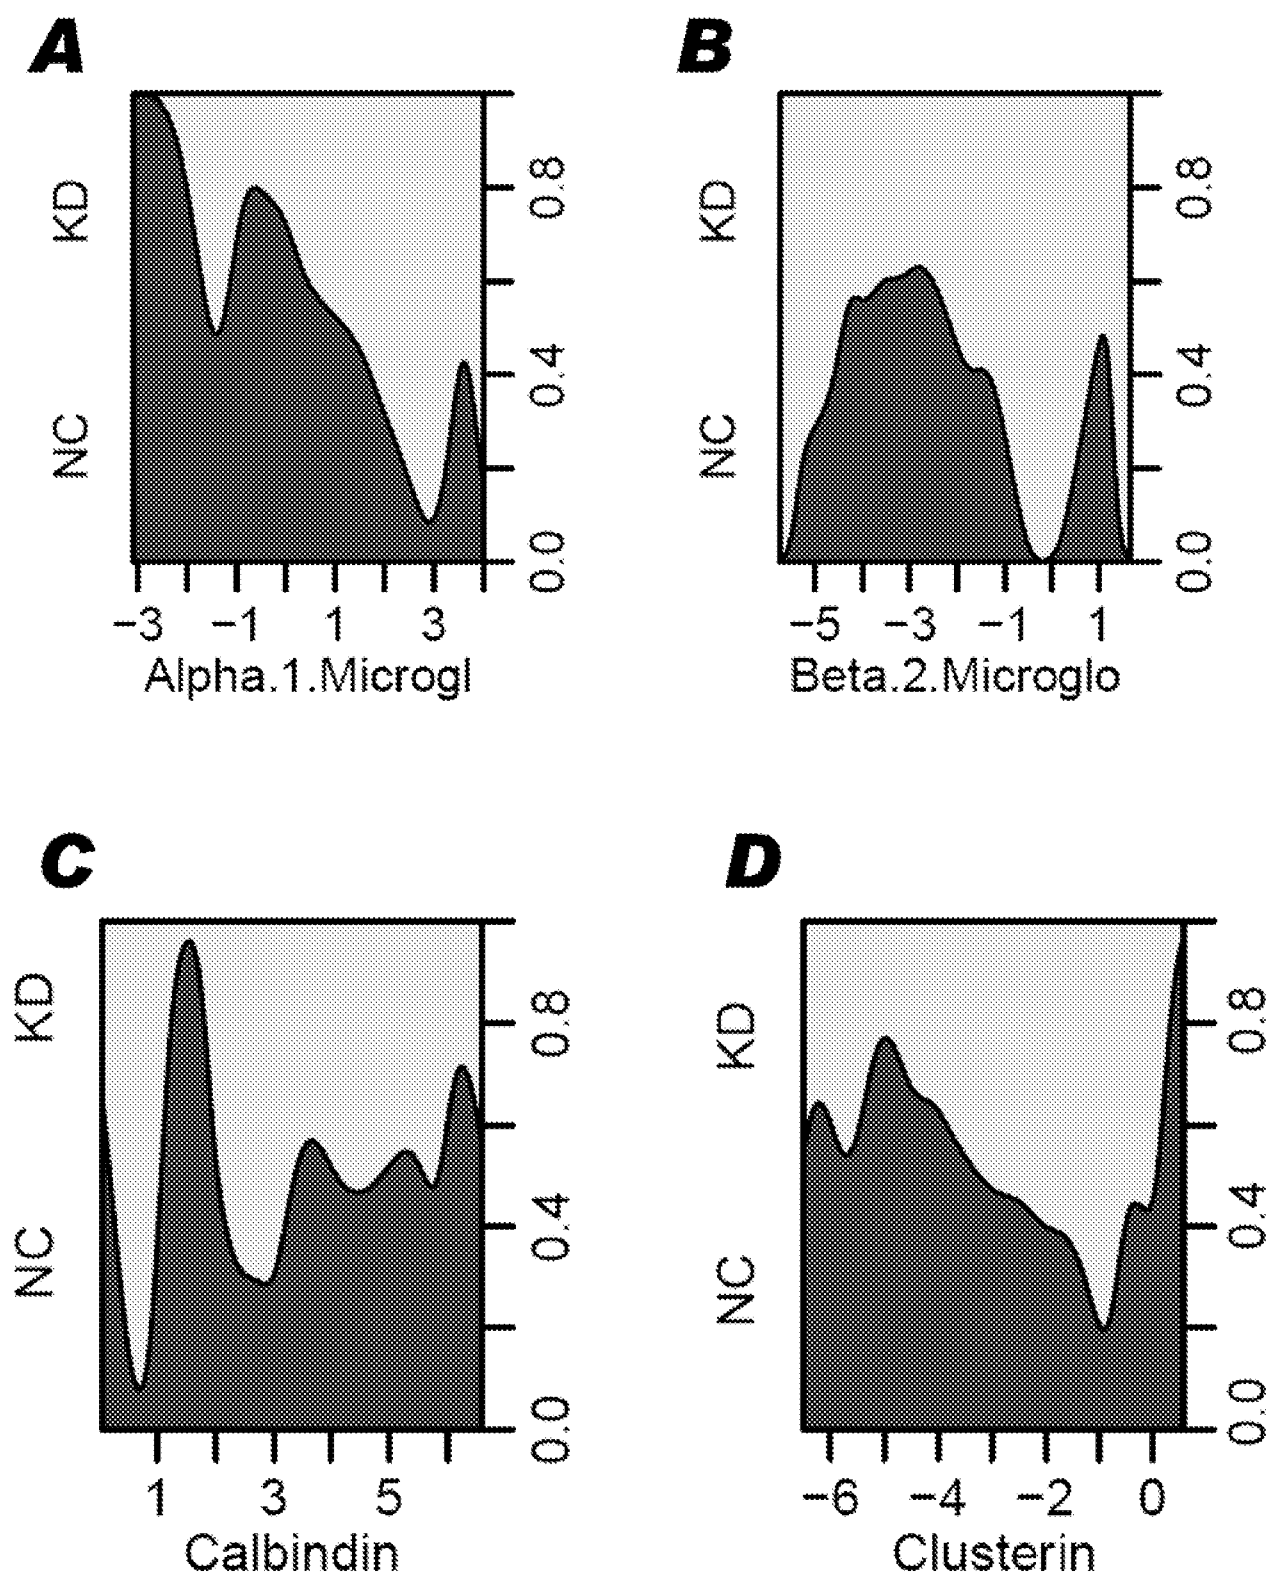 A
KD
NC
0.8
0.4
0.0
−3 −1 1 3
Alpha.1.Microgl
B
KD
NC
0.8
0.4
0.0
−5 −3 −1 1
Beta.2.Microglo
C
KD
NC
0.8
0.4
0.0
1 3 5
Calbindin
D
KD
NC
0.8
0.4
0.0
−6 −4 −2 0
Clusterin